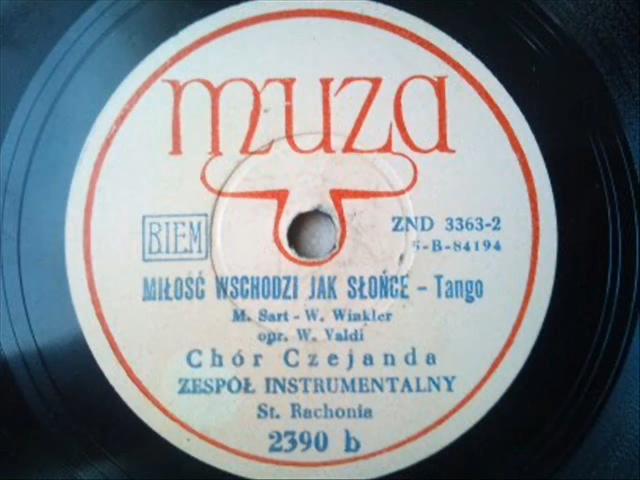 muza
BIEM
ZND 3363-2
5-B-84194
MIŁOŚĆ WSCHODZI JAK SŁOŃCE - Tango
M. Sart - W. Winkler
opr. W. Valdi
Chór Czejanda
ZESPÓŁ INSTRUMENTALNY
St. Rachonia
2390 b